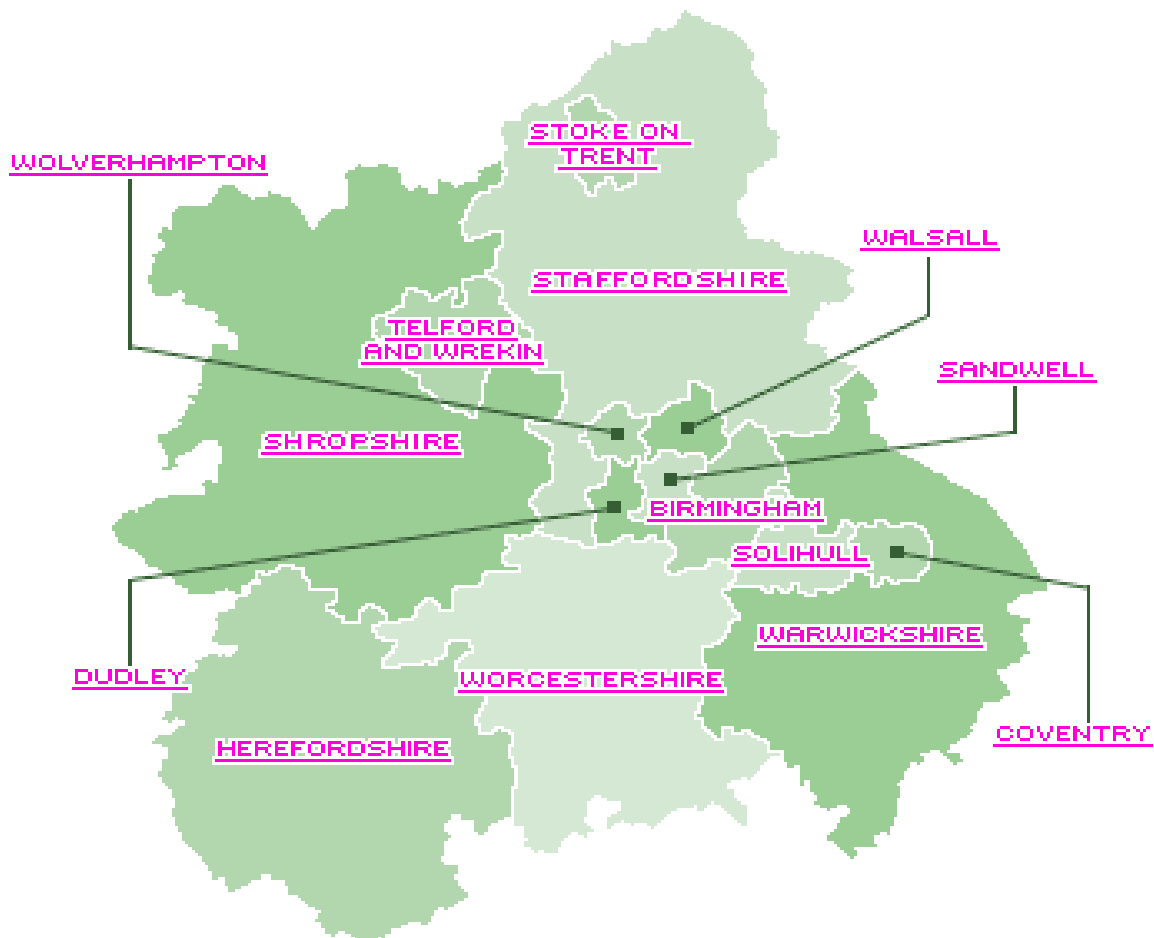 STOKE ON
TRENT
WOLVERHAMPTON
WALSALL
STAFFORDSHIRE
TELFORD
AND WREKIN
SANDWELL
SHROPSHIRE
BIRMINGHAM
SOLIHULL
WARWICKSHIRE
DUDLEY
WORCESTERSHIRE
COVENTRY
HEREFORDSHIRE